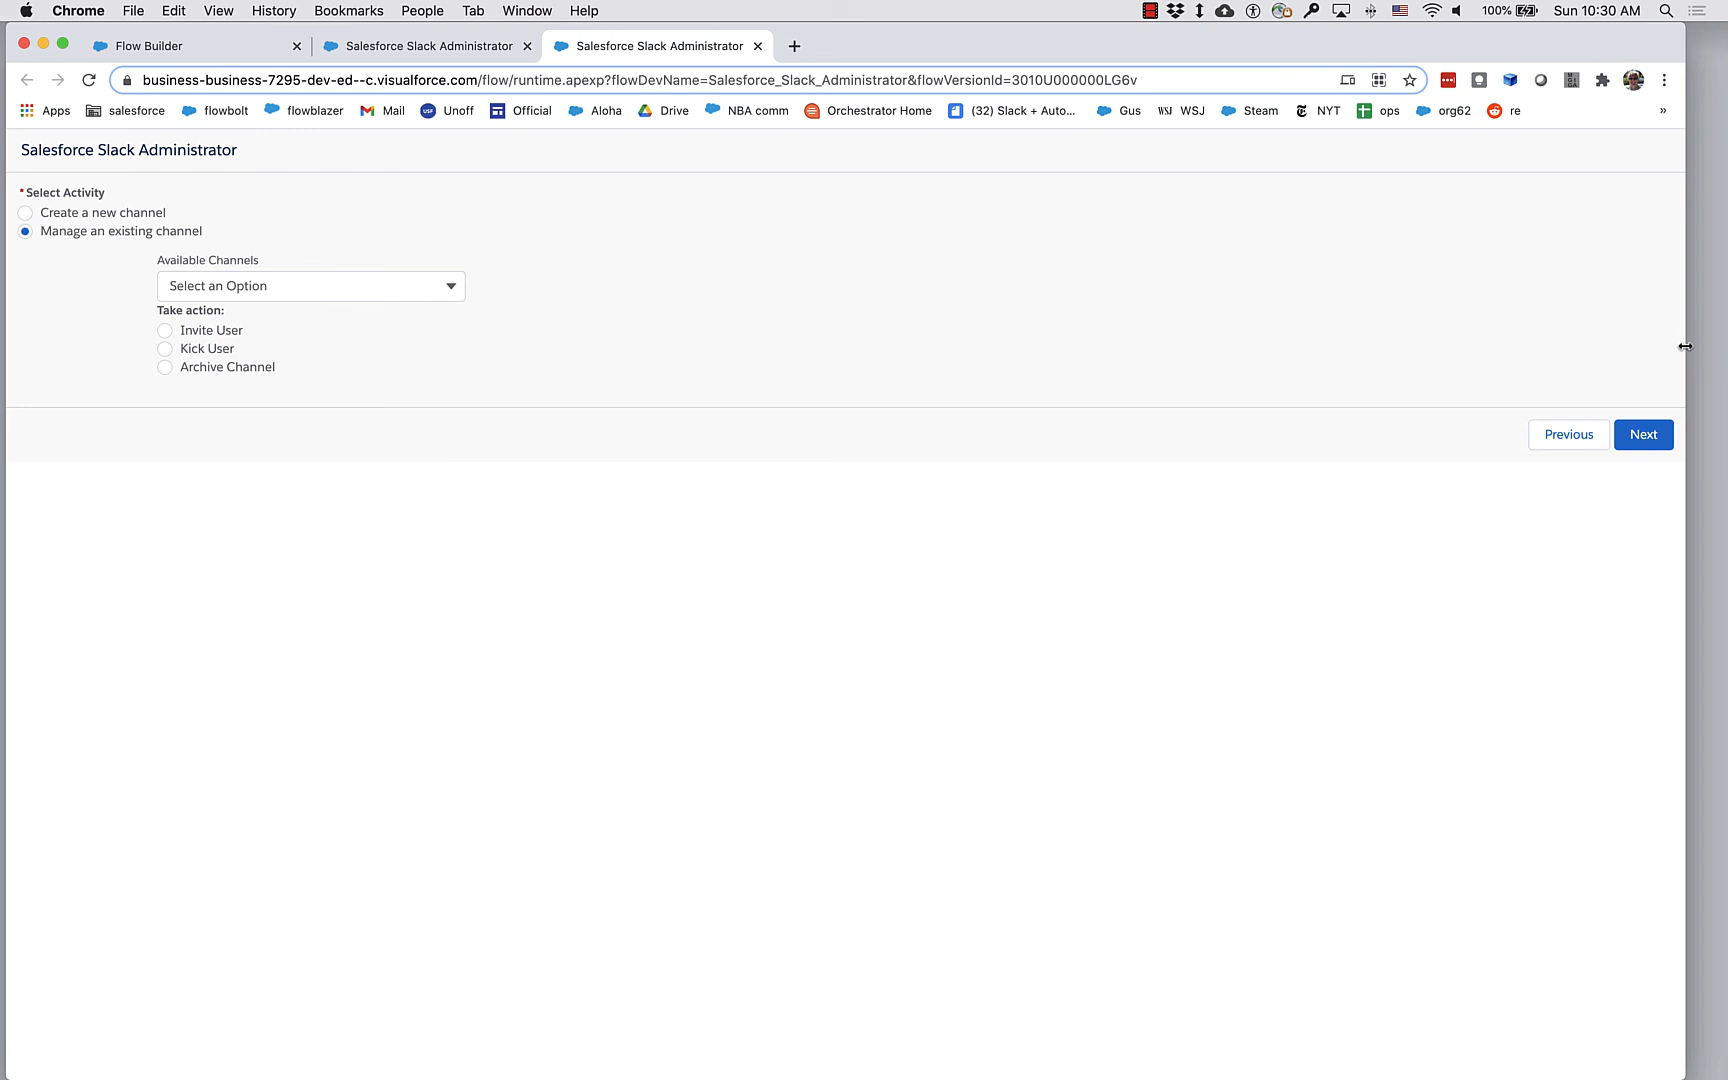 Chrome File Edit View History Bookmarks People Tab Window Help 100% Sun 10:30 AM
Flow Builder Salesforce Slack Administrator Salesforce Slack Administrator
business-business-7295-dev-ed--c.visualforce.com/flow/runtime.apexp?flowDevName=Salesforce_Slack_Administrator&flowVersionId=3010U000000LG6v
Apps salesforce flowbolt flowblazer Mail Unoff Official Aloha Drive NBA comm Orchestrator Home (32) Slack + Auto... Gus WSJ WSJ Steam NYT ops org62 re »
Salesforce Slack Administrator
*Select Activity
Create a new channel
Manage an existing channel
Available Channels
Select an Option
Take action:
Invite User
Kick User
Archive Channel
Previous Next